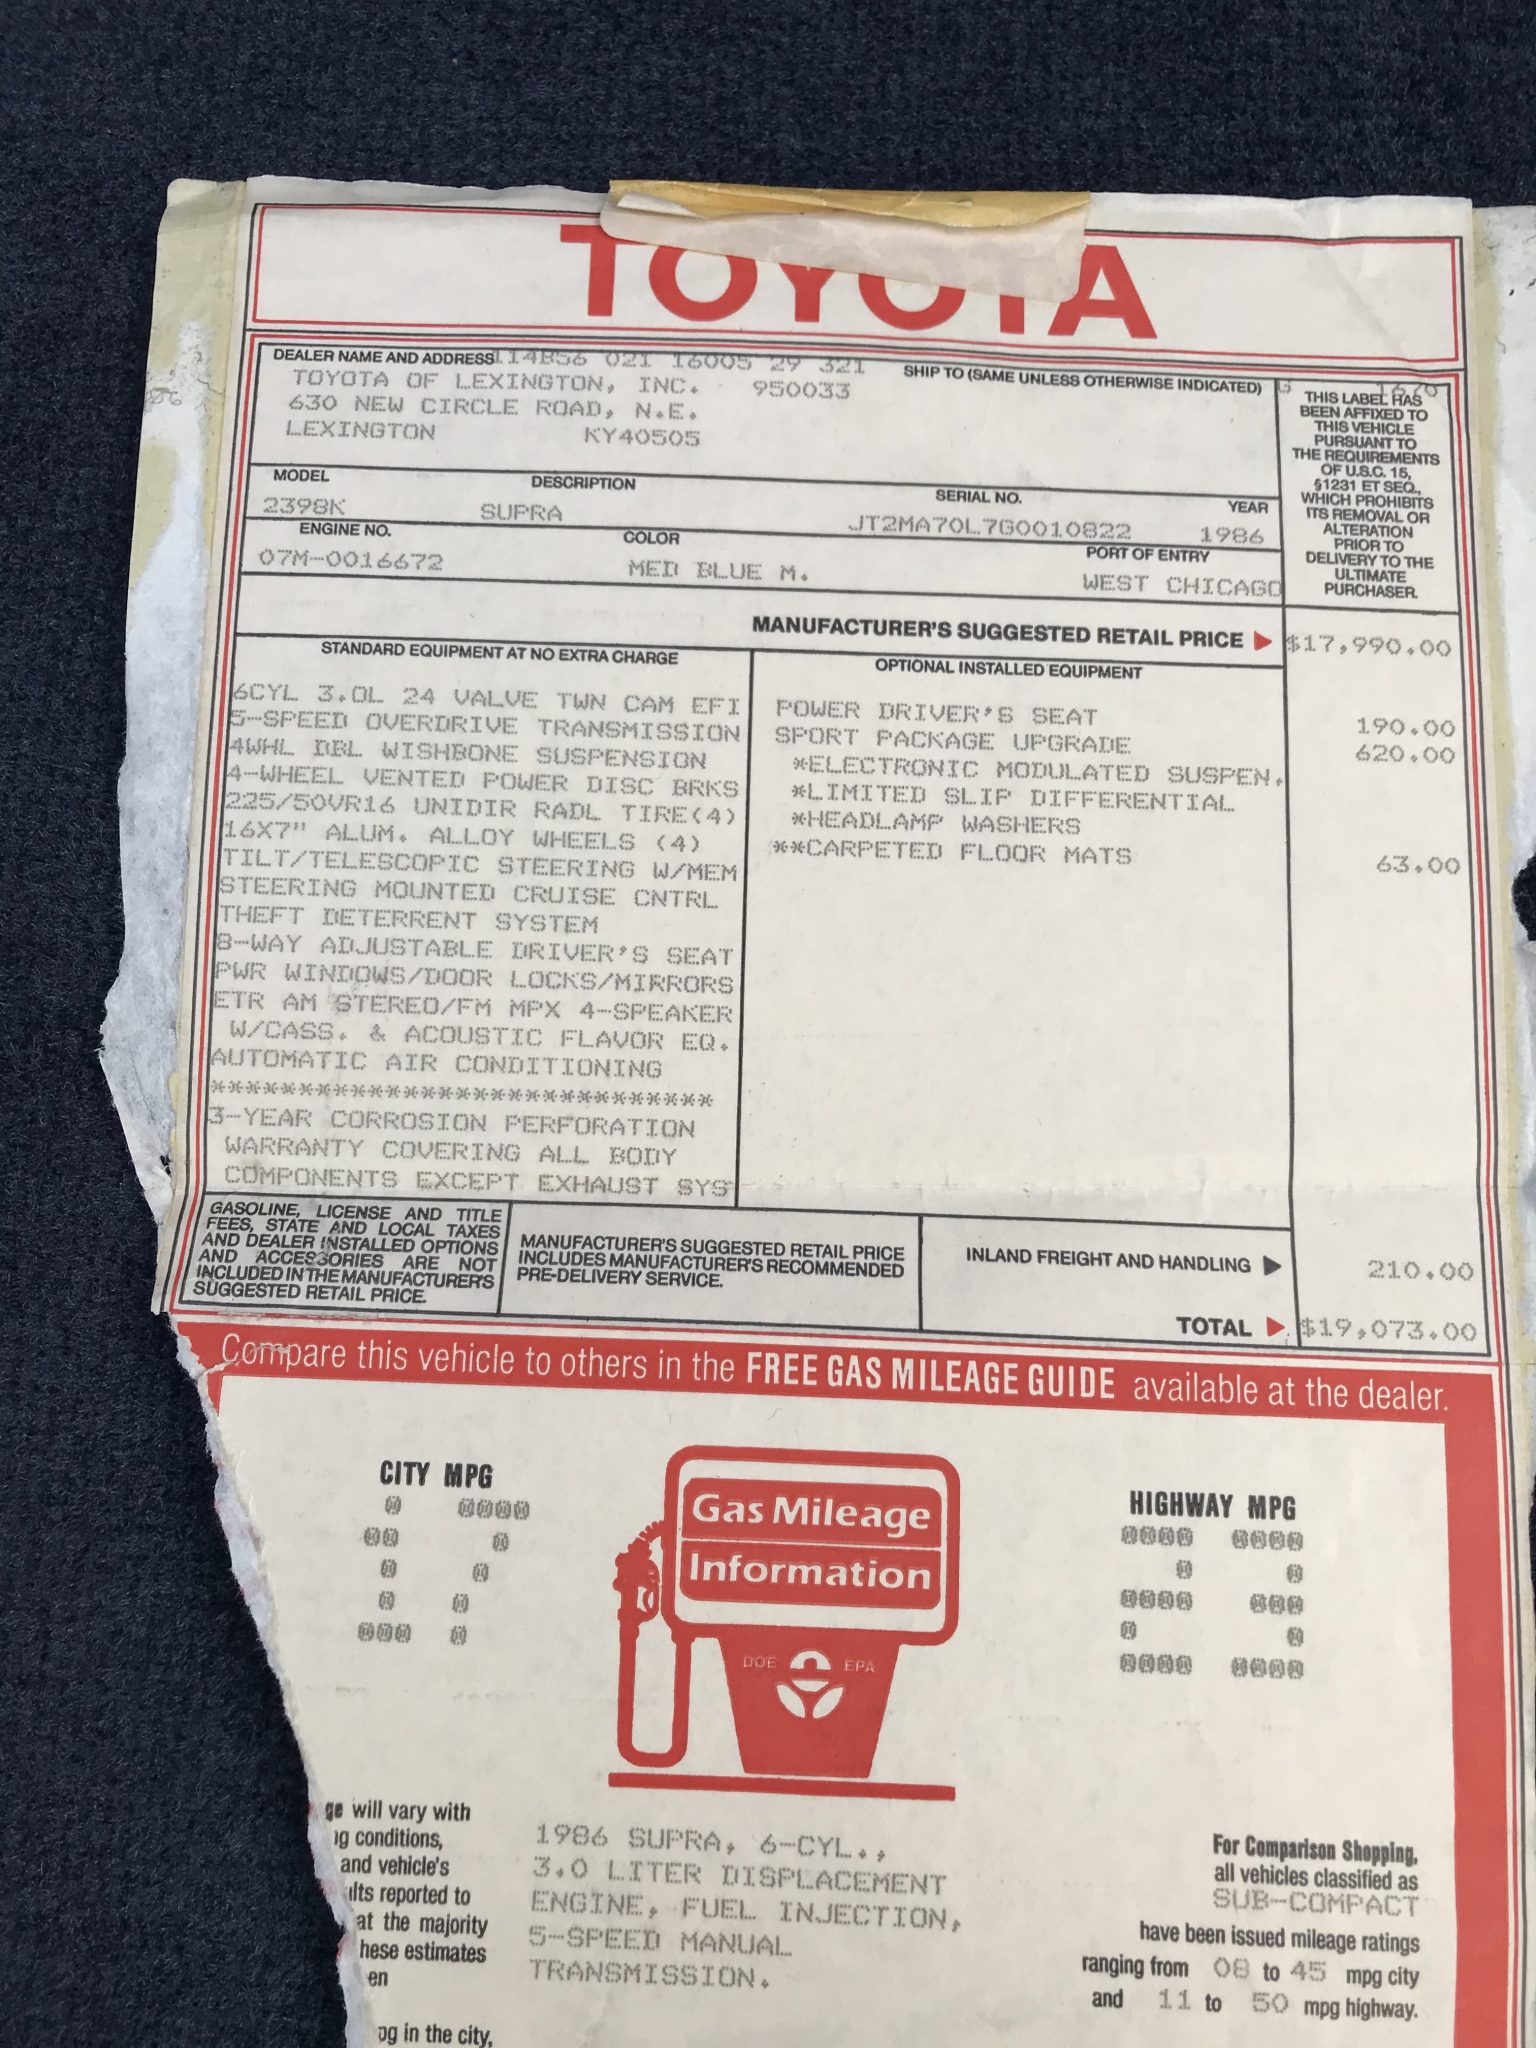 TOYOTA
DEALER NAME AND ADDRESS 114B56 021 16005 29 321
SHIP TO (SAME UNLESS OTHERWISE INDICATED)
TOYOTA OF LEXINGTON, INC. 950033
630 NEW CIRCLE ROAD, N.E.
LEXINGTON KY40505
THIS LABEL HAS
BEEN AFFIXED TO
THIS VEHICLE
PURSUANT TO
THE REQUIREMENTS
OF U.S.C. 15,
§1231 ET SEQ.,
WHICH PROHIBITS
ITS REMOVAL OR
ALTERATION
PRIOR TO
DELIVERY TO THE
ULTIMATE
PURCHASER.
MODEL DESCRIPTION SERIAL NO. YEAR
2398K SUPRA JT2MA70L7G0010822 1986
ENGINE NO. COLOR PORT OF ENTRY
07M-0016672 MED BLUE M. WEST CHICAGO
MANUFACTURER'S SUGGESTED RETAIL PRICE $17,990.00
STANDARD EQUIPMENT AT NO EXTRA CHARGE
6CYL 3.0L 24 VALVE TWN CAM EFI
5-SPEED OVERDRIVE TRANSMISSION
4WHL DBL WISHBONE SUSPENSION
4-WHEEL VENTED POWER DISC BRKS
225/50VR16 UNIDIR RADL TIRE(4)
16X7" ALUM. ALLOY WHEELS (4)
TILT/TELESCOPIC STEERING W/MEM
STEERING MOUNTED CRUISE CNTRL
THEFT DETERRENT SYSTEM
8-WAY ADJUSTABLE DRIVER'S SEAT
PWR WINDOWS/DOOR LOCKS/MIRRORS
ETR AM STEREO/FM MPX 4-SPEAKER
W/CASS. & ACOUSTIC FLAVOR EQ.
AUTOMATIC AIR CONDITIONING
******************************
3-YEAR CORROSION PERFORATION
WARRANTY COVERING ALL BODY
COMPONENTS EXCEPT EXHAUST SYS
OPTIONAL INSTALLED EQUIPMENT
POWER DRIVER'S SEAT 190.00
SPORT PACKAGE UPGRADE 620.00
*ELECTRONIC MODULATED SUSPEN.
*LIMITED SLIP DIFFERENTIAL
*HEADLAMP WASHERS
**CARPETED FLOOR MATS 63.00
GASOLINE, LICENSE AND TITLE
FEES, STATE AND LOCAL TAXES
AND DEALER INSTALLED OPTIONS
AND ACCESSORIES ARE NOT
INCLUDED IN THE MANUFACTURER'S
SUGGESTED RETAIL PRICE.
MANUFACTURER'S SUGGESTED RETAIL PRICE
INCLUDES MANUFACTURER'S RECOMMENDED
PRE-DELIVERY SERVICE.
INLAND FREIGHT AND HANDLING 210.00
TOTAL $19,073.00
Compare this vehicle to others in the FREE GAS MILEAGE GUIDE available at the dealer.
CITY MPG
17
Gas Mileage
Information
DOE EPA
HIGHWAY MPG
22
ge will vary with
ng conditions,
and vehicle's
ults reported to
at the majority
hese estimates
en
pg in the city,
1986 SUPRA, 6-CYL.,
3.0 LITER DISPLACEMENT
ENGINE, FUEL INJECTION,
5-SPEED MANUAL
TRANSMISSION.
For Comparison Shopping,
all vehicles classified as
SUB-COMPACT
have been issued mileage ratings
ranging from 08 to 45 mpg city
and 11 to 50 mpg highway.